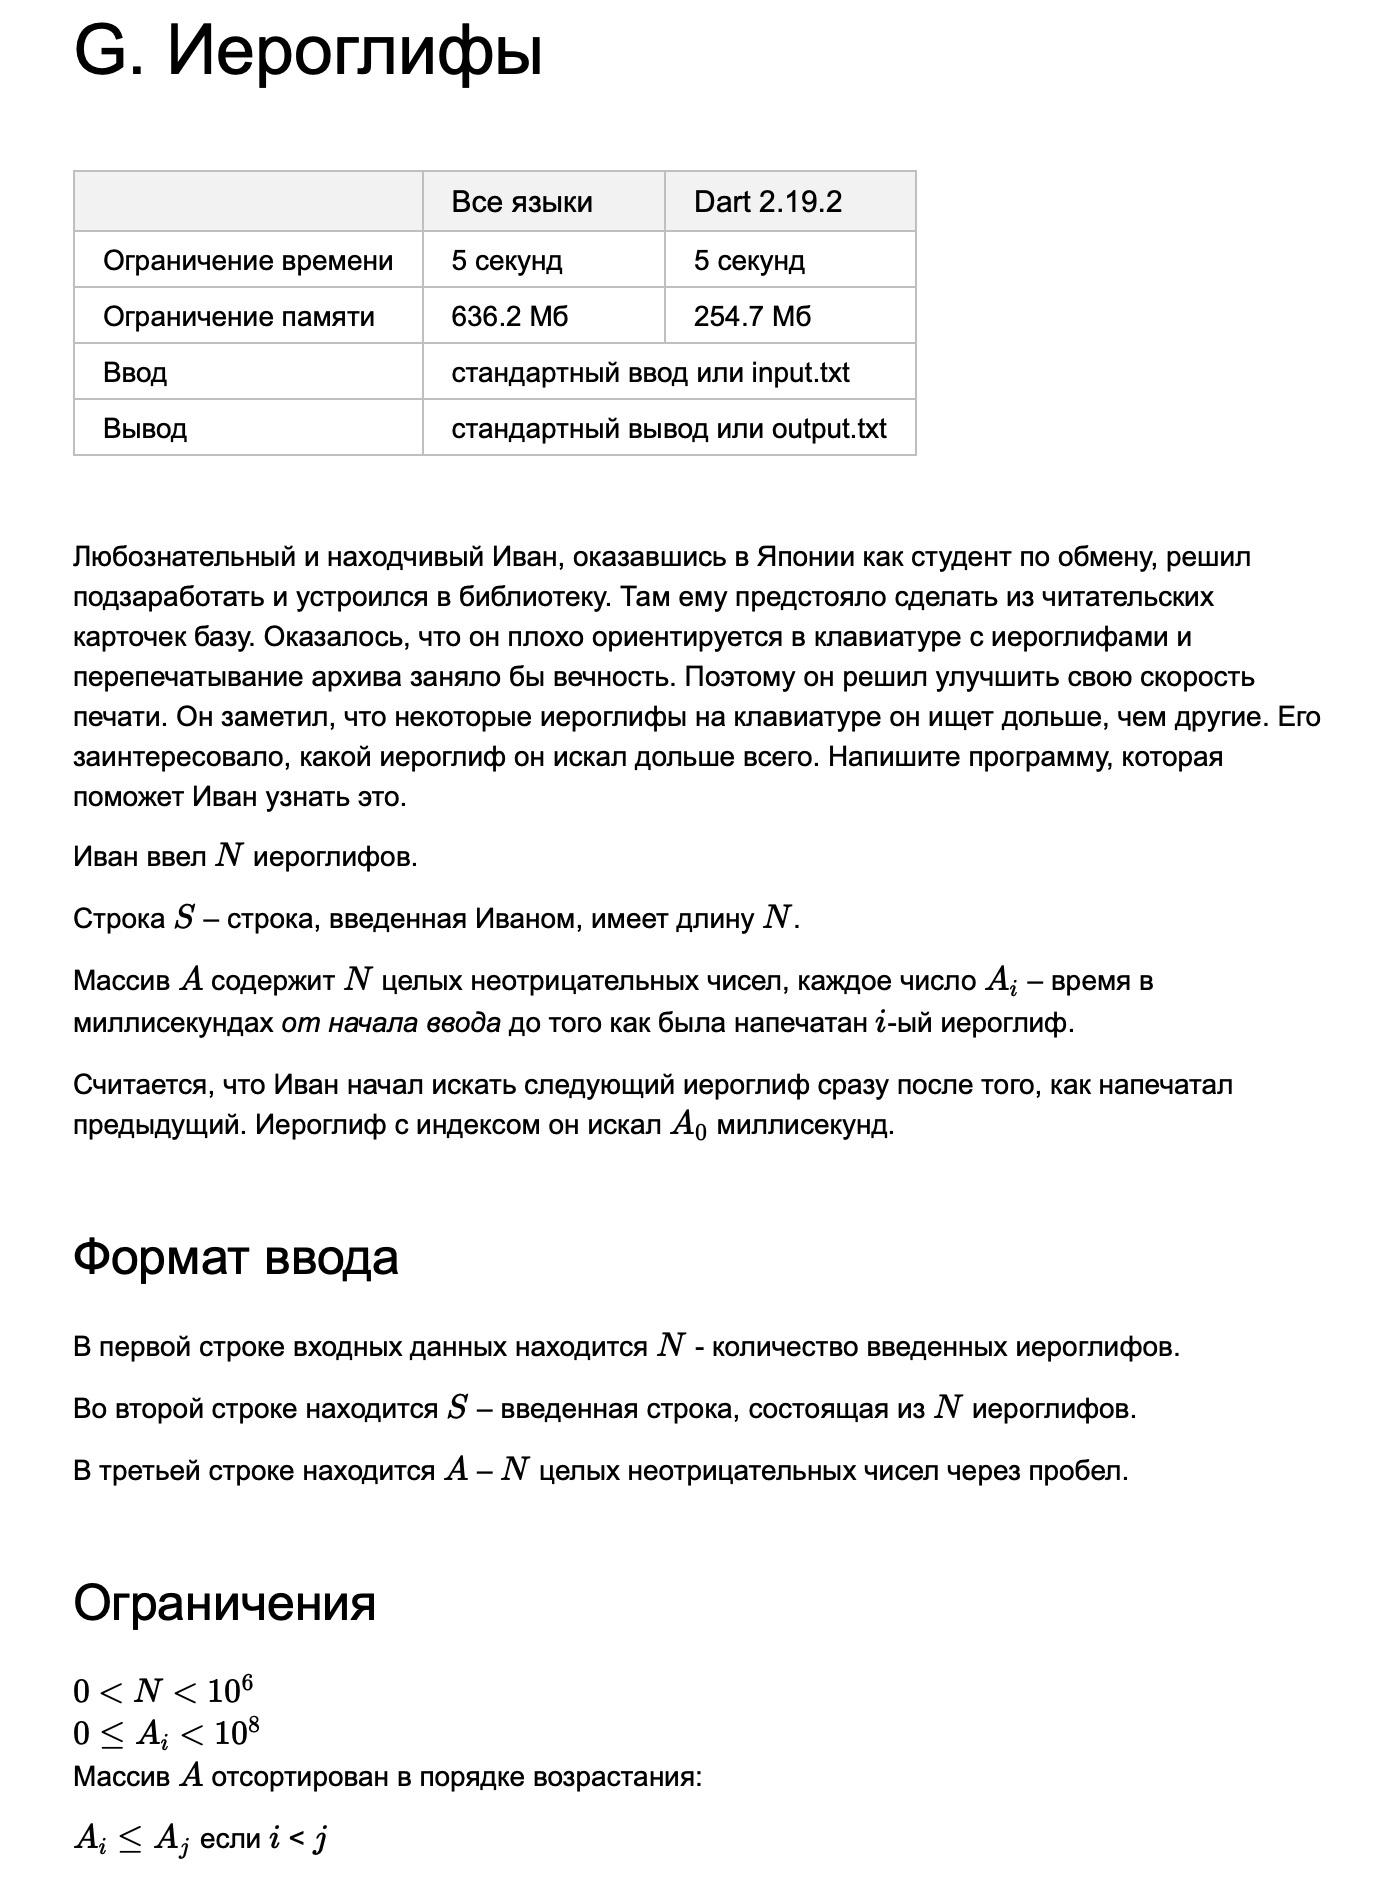 G. Иероглифы
Все языки Dart 2.19.2
Ограничение времени 5 секунд 5 секунд
Ограничение памяти 636.2 Мб 254.7 Мб
Ввод стандартный ввод или input.txt
Вывод стандартный вывод или output.txt
Любознательный и находчивый Иван, оказавшись в Японии как студент по обмену, решил
подзаработать и устроился в библиотеку. Там ему предстояло сделать из читательских
карточек базу. Оказалось, что он плохо ориентируется в клавиатуре с иероглифами и
перепечатывание архива заняло бы вечность. Поэтому он решил улучшить свою скорость
печати. Он заметил, что некоторые иероглифы на клавиатуре он ищет дольше, чем другие. Его
заинтересовало, какой иероглиф он искал дольше всего. Напишите программу, которая
поможет Иван узнать это.
Иван ввел N иероглифов.
Строка S – строка, введенная Иваном, имеет длину N.
Массив A содержит N целых неотрицательных чисел, каждое число A_i – время в
миллисекундах от начала ввода до того как была напечатан i-ый иероглиф.
Считается, что Иван начал искать следующий иероглиф сразу после того, как напечатал
предыдущий. Иероглиф с индексом он искал A_0 миллисекунд.
Формат ввода
В первой строке входных данных находится N - количество введенных иероглифов.
Во второй строке находится S – введенная строка, состоящая из N иероглифов.
В третьей строке находится A – N целых неотрицательных чисел через пробел.
Ограничения
0 < N < 10^6
0 ≤ A_i < 10^8
Массив A отсортирован в порядке возрастания:
A_i ≤ A_j если i < j